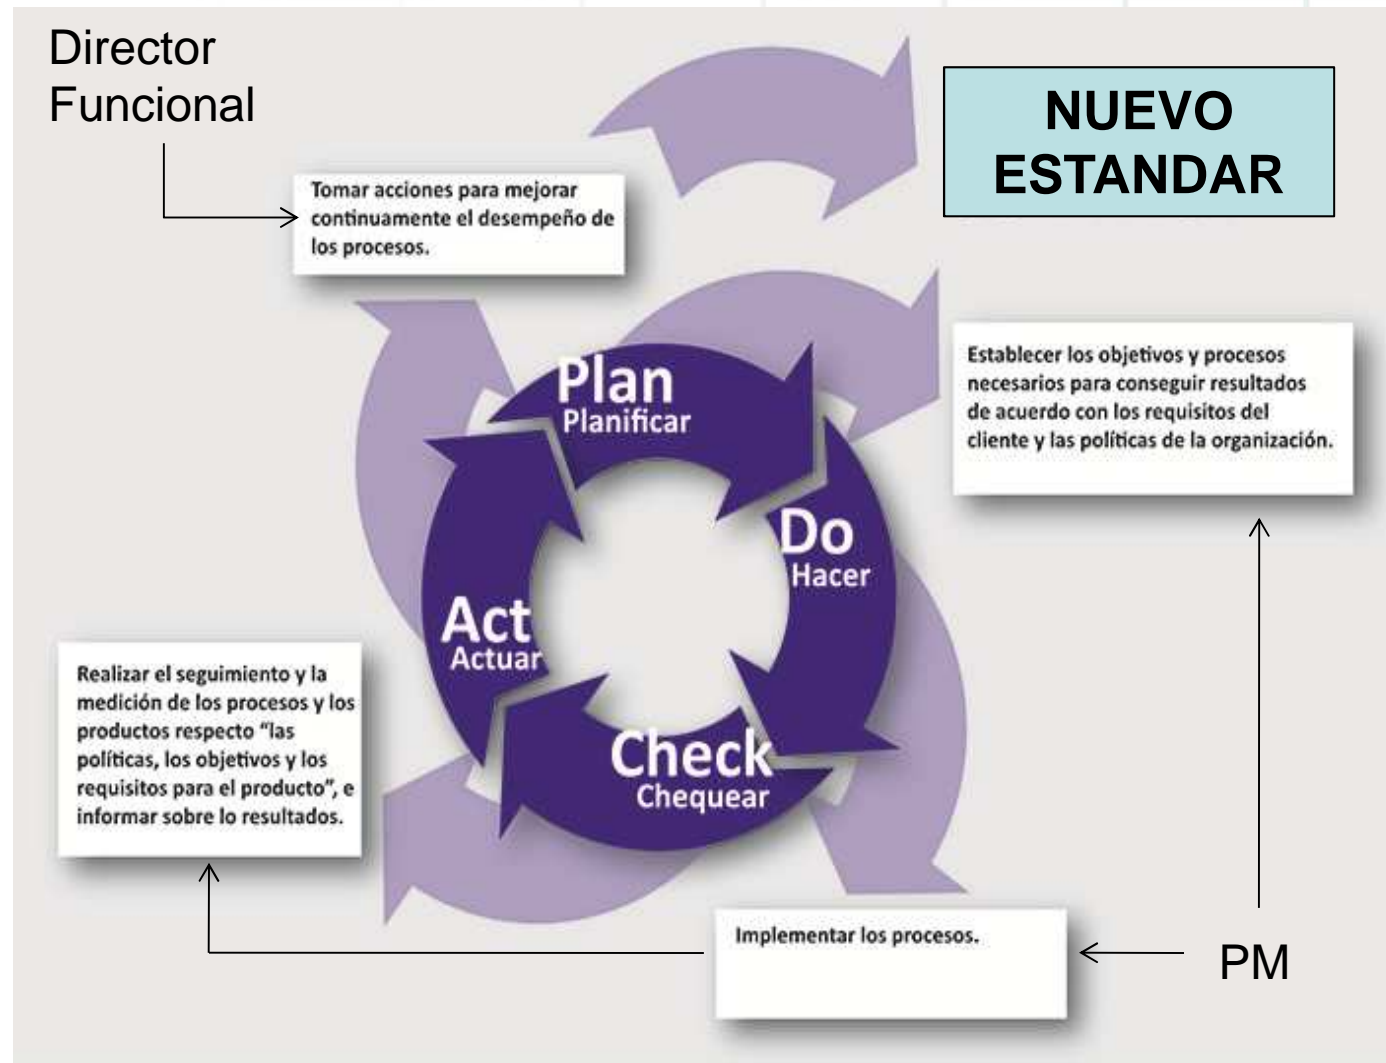 Director
Funcional
NUEVO
ESTANDAR
Tomar acciones para mejorar
continuamente el desempeño de
los procesos.
Establecer los objetivos y procesos
necesarios para conseguir resultados
de acuerdo con los requisitos del
cliente y las políticas de la organización.
Plan
Planificar
Do
Hacer
Act
Actuar
Check
Chequear
Realizar el seguimiento y la
medición de los procesos y los
productos respecto “las
políticas, los objetivos y los
requisitos para el producto”, e
informar sobre lo resultados.
Implementar los procesos.
PM